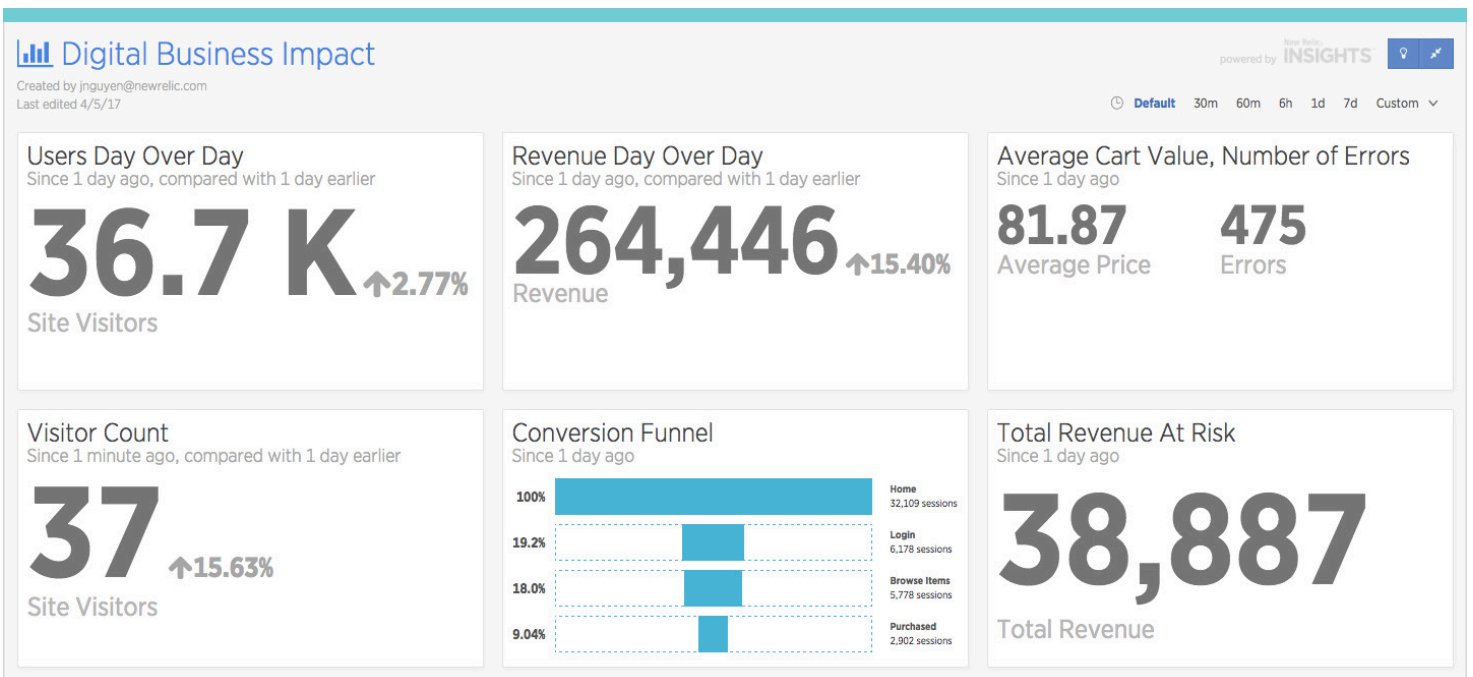 Digital Business Impact
Created by jnguyen@newrelic.com
Last edited 4/5/17
powered by New Relic. INSIGHTS
Default 30m 60m 6h 1d 7d Custom
Users Day Over Day
Since 1 day ago, compared with 1 day earlier
36.7 K 2.77%
Site Visitors
Revenue Day Over Day
Since 1 day ago, compared with 1 day earlier
264,446 15.40%
Revenue
Average Cart Value, Number of Errors
Since 1 day ago
81.87 475
Average Price Errors
Visitor Count
Since 1 minute ago, compared with 1 day earlier
37 15.63%
Site Visitors
Conversion Funnel
Since 1 day ago
100% Home
32,109 sessions
19.2% Login
6,178 sessions
18.0% Browse Items
5,778 sessions
9.04% Purchased
2,902 sessions
Total Revenue At Risk
Since 1 day ago
38,887
Total Revenue